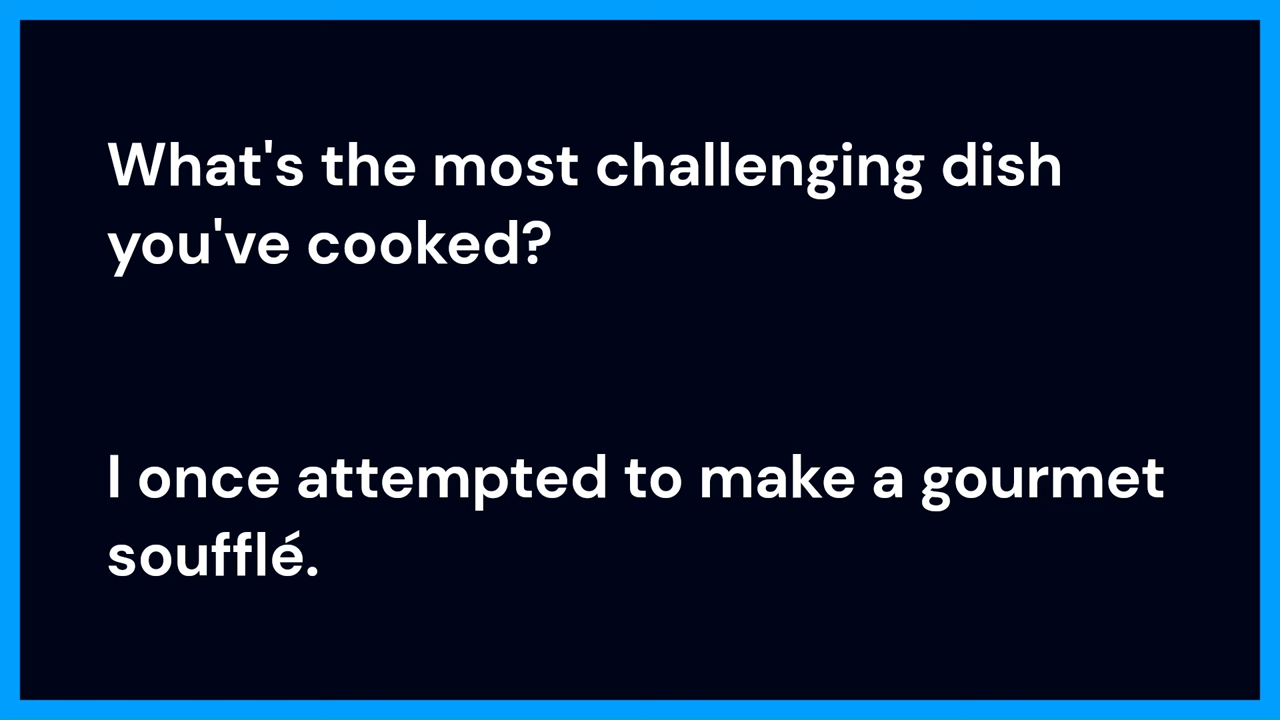 What's the most challenging dish
you've cooked?
I once attempted to make a gourmet
soufflé.